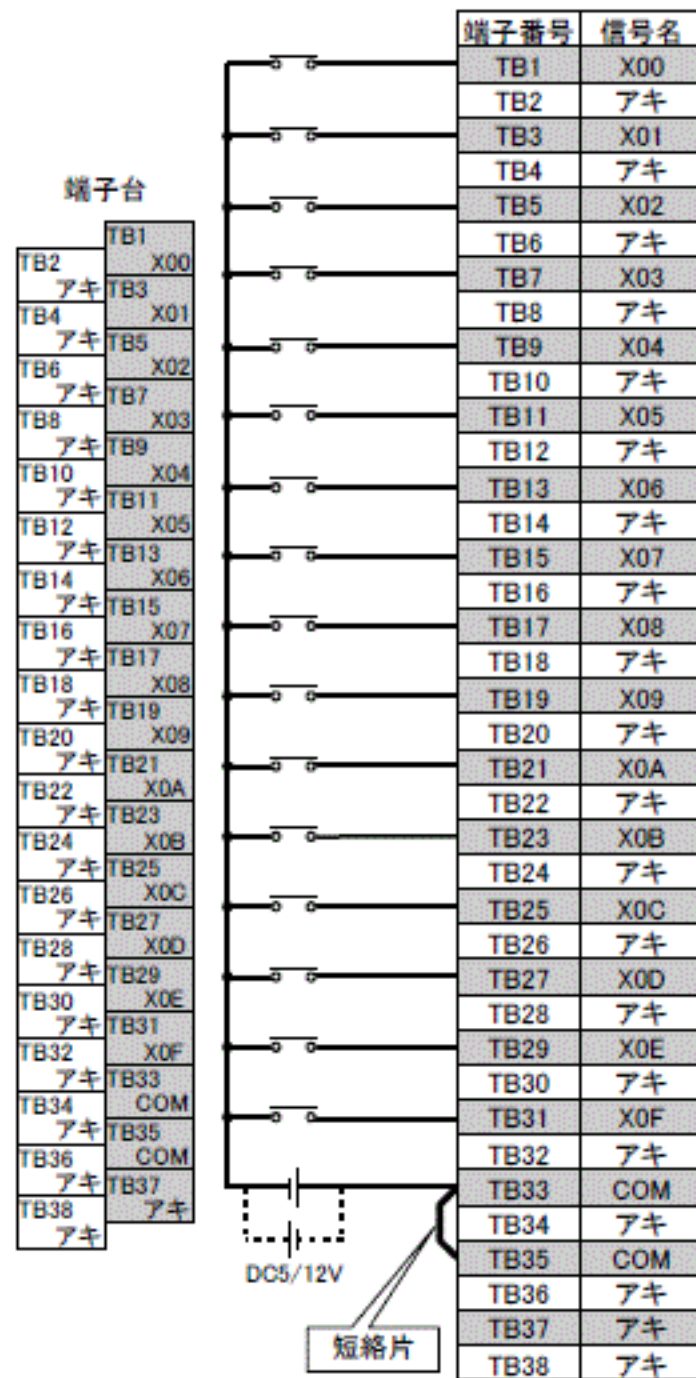 端子台
TB1
X00
TB2
アキ
TB3
X01
TB4
アキ
TB5
X02
TB6
アキ
TB7
X03
TB8
アキ
TB9
X04
TB10
アキ
TB11
X05
TB12
アキ
TB13
X06
TB14
アキ
TB15
X07
TB16
アキ
TB17
X08
TB18
アキ
TB19
X09
TB20
アキ
TB21
X0A
TB22
アキ
TB23
X0B
TB24
アキ
TB25
X0C
TB26
アキ
TB27
X0D
TB28
アキ
TB29
X0E
TB30
アキ
TB31
X0F
TB32
アキ
TB33
COM
TB34
アキ
TB35
COM
TB36
アキ
TB37
アキ
TB38
アキ
DC5/12V
短絡片
端子番号 信号名
TB1 X00
TB2 アキ
TB3 X01
TB4 アキ
TB5 X02
TB6 アキ
TB7 X03
TB8 アキ
TB9 X04
TB10 アキ
TB11 X05
TB12 アキ
TB13 X06
TB14 アキ
TB15 X07
TB16 アキ
TB17 X08
TB18 アキ
TB19 X09
TB20 アキ
TB21 X0A
TB22 アキ
TB23 X0B
TB24 アキ
TB25 X0C
TB26 アキ
TB27 X0D
TB28 アキ
TB29 X0E
TB30 アキ
TB31 X0F
TB32 アキ
TB33 COM
TB34 アキ
TB35 COM
TB36 アキ
TB37 アキ
TB38 アキ